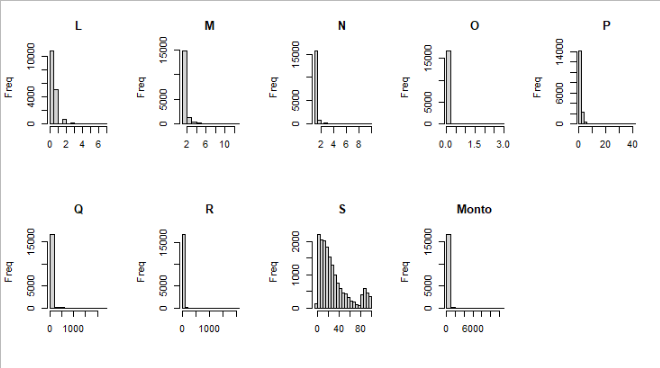 L M N O P
Freq 0 4000 10000
0 2 4 6
Freq 0 5000 15000
2 6 10
Freq 0 5000 15000
2 4 6 8
Freq 0 5000 15000
0.0 1.5 3.0
Freq 0 6000 14000
0 20 40
Q R S Monto
Freq 0 5000 15000
0 1000
Freq 0 5000 15000
0 1000
Freq 0 1000 2000
0 40 80
Freq 0 5000 15000
0 6000